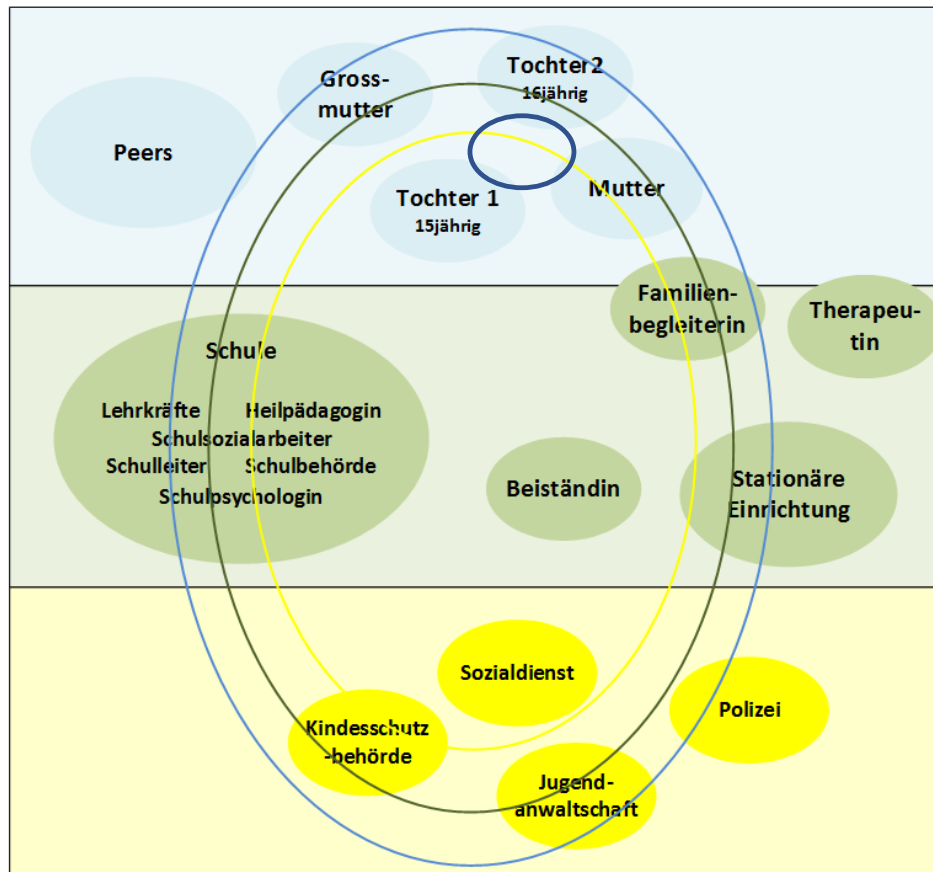 Gross-
mutter
Tochter2
16jährig
Peers
Tochter 1
15jährig
Mutter
Familien-
begleiterin
Therapeu-
tin
Schule
Lehrkräfte Heilpädagogin
Schulsozialarbeiter
Schulleiter Schulbehörde
Schulpsychologin
Beiständin
Stationäre
Einrichtung
Sozialdienst
Kindesschutz
-behörde
Polizei
Jugend-
anwaltschaft